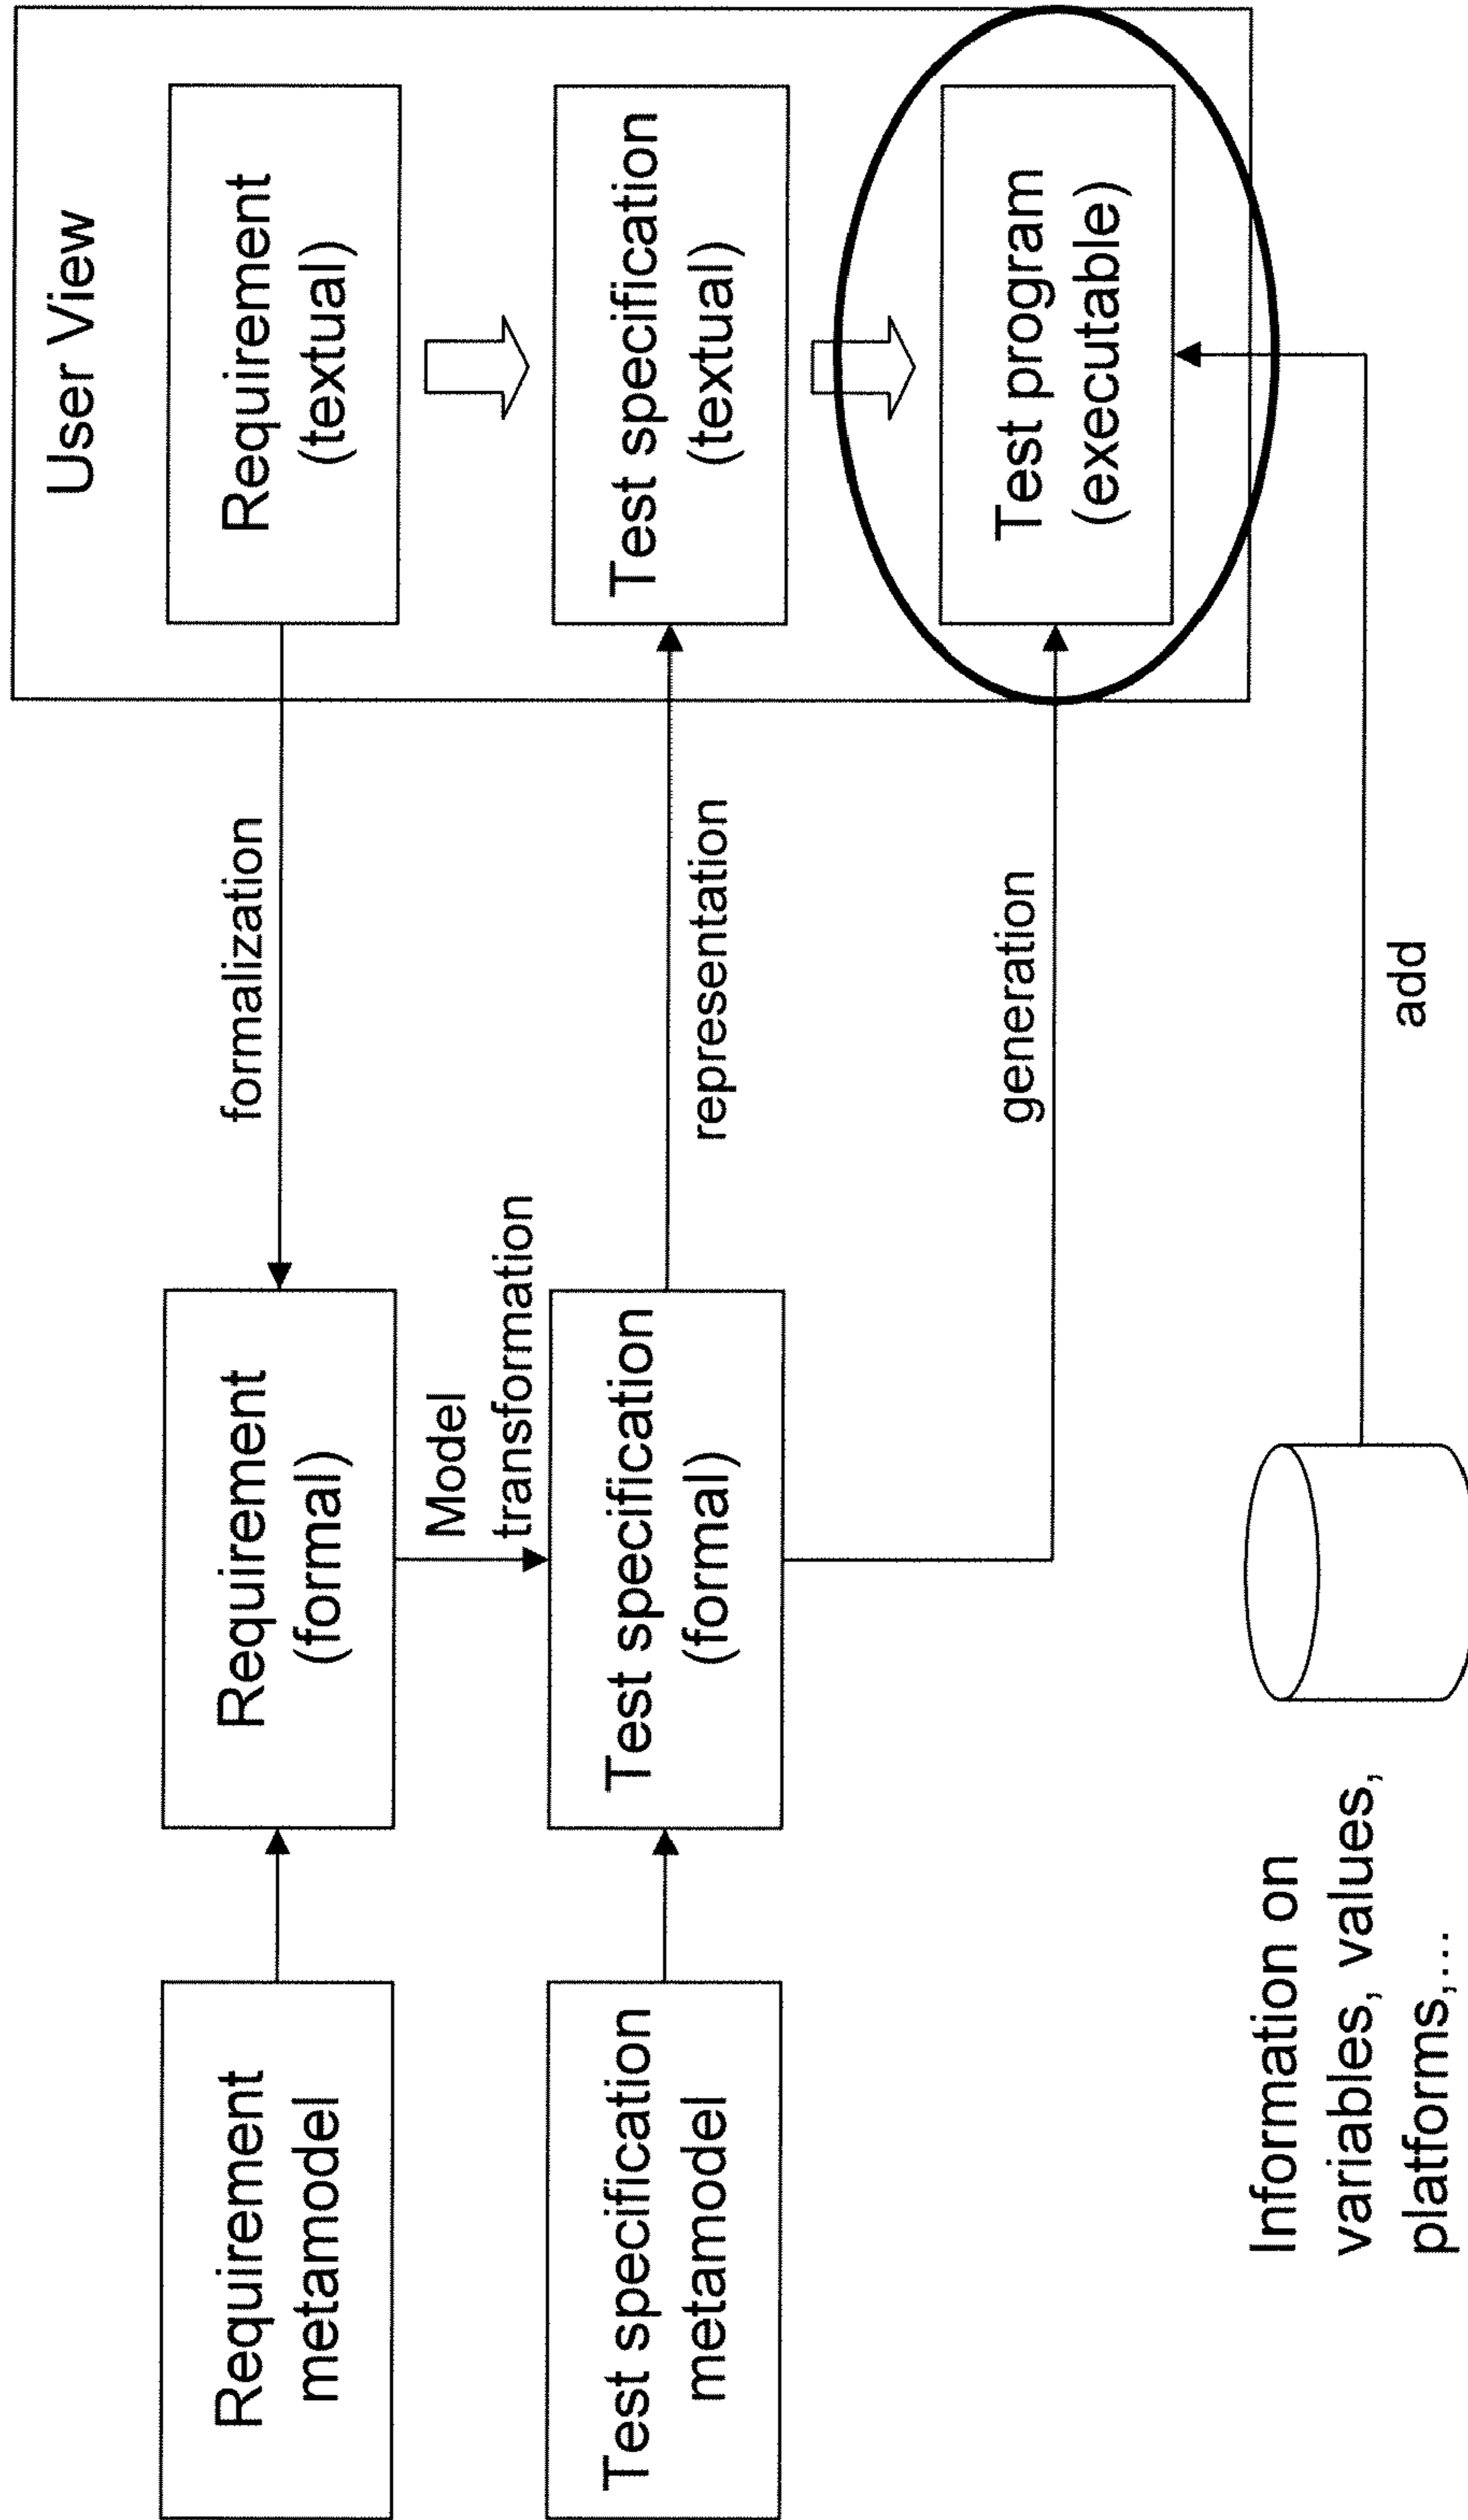 User View
Requirement
metamodel
Requirement
(formal)
formalization
Requirement
(textual)
Model
transformation
Test specification
metamodel
Test specification
(formal)
representation
Test specification
(textual)
generation
Test program
(executable)
Information on
variables, values,
platforms,...
add